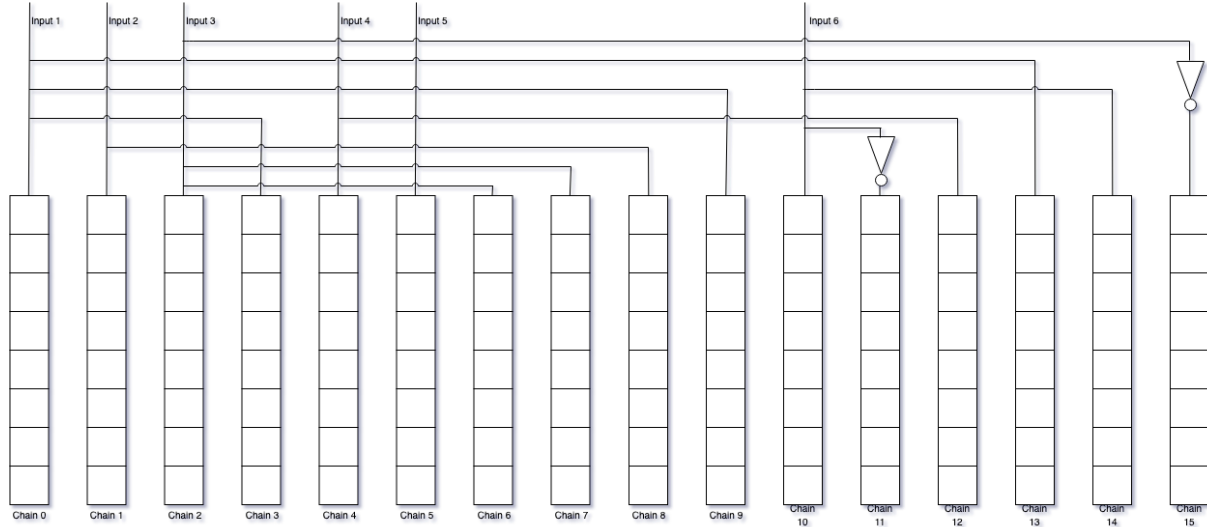 Input 1
Input 2
Input 3
Input 4
Input 5
Input 6
Chain 0
Chain 1
Chain 2
Chain 3
Chain 4
Chain 5
Chain 6
Chain 7
Chain 8
Chain 9
Chain
10
Chain
11
Chain
12
Chain
13
Chain
14
Chain
15